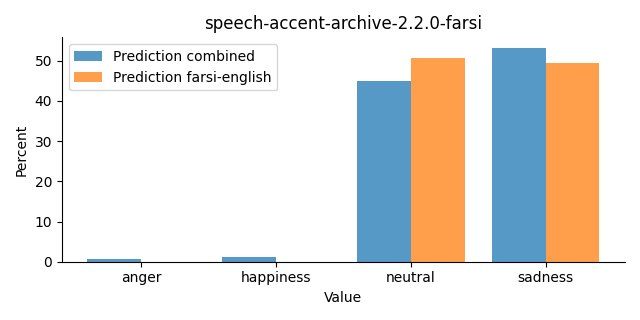 speech-accent-archive-2.2.0-farsi
Prediction combined
Prediction farsi-english
Percent
50
40
30
20
10
0
anger happiness neutral sadness
Value